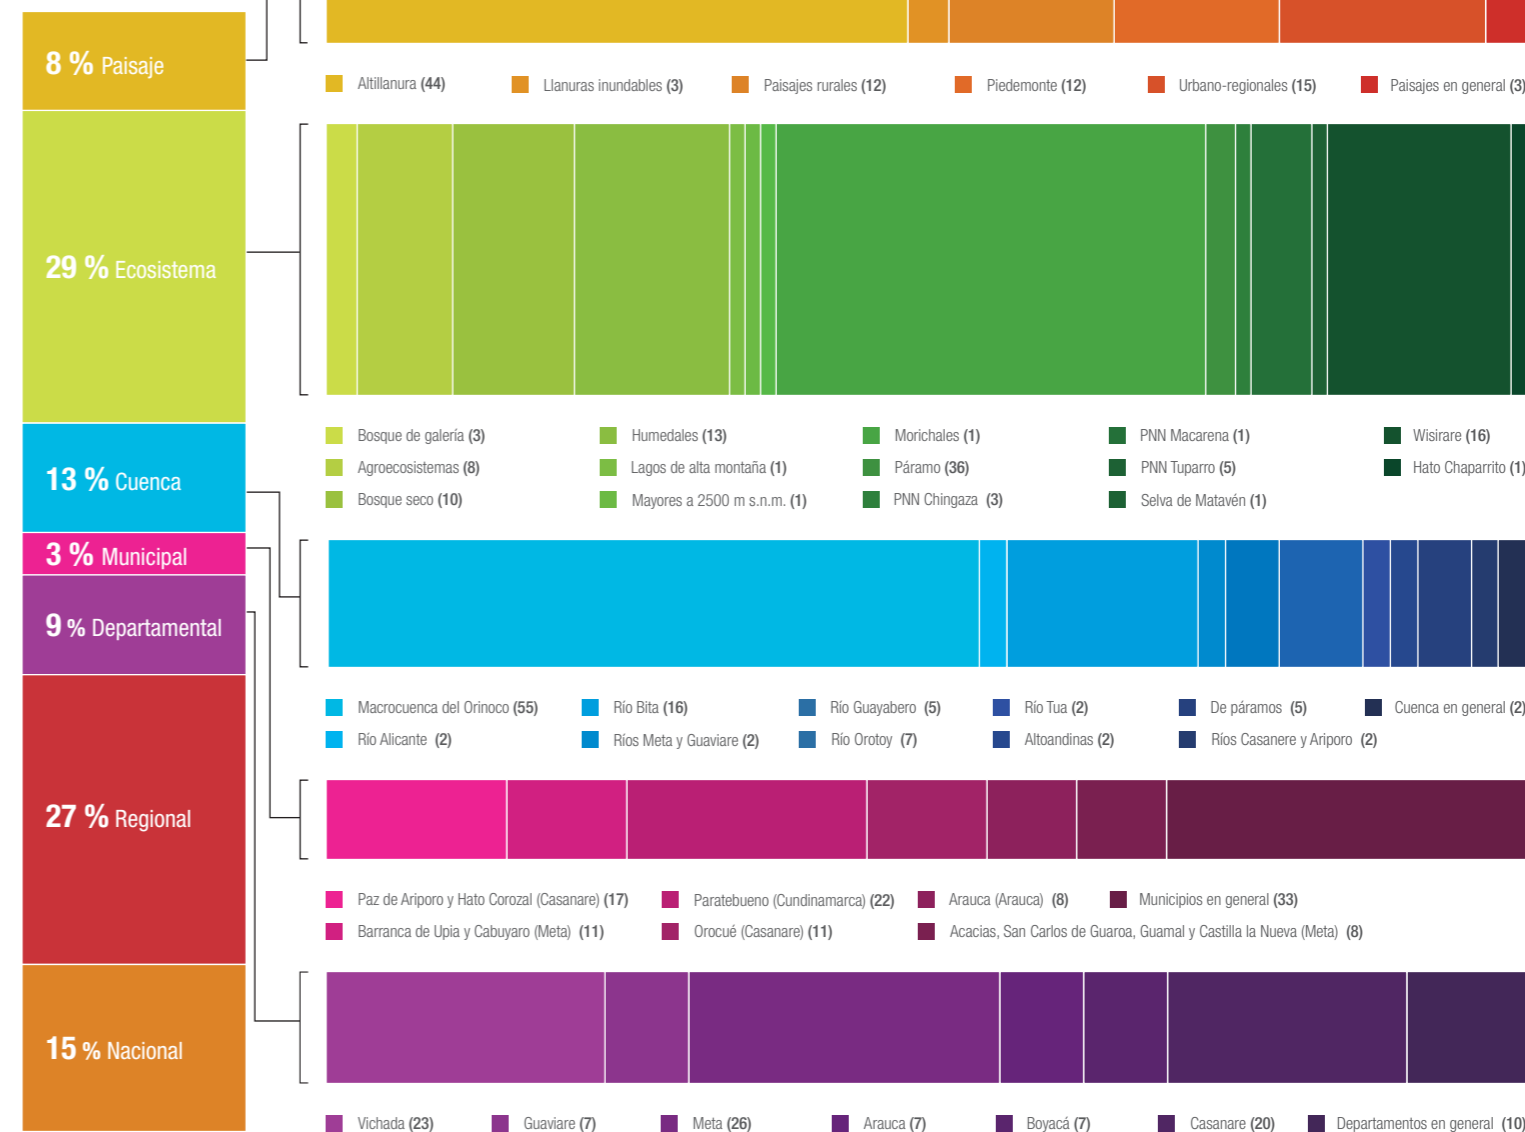 8 % Paisaje
29 % Ecosistema
13 % Cuenca
3 % Municipal
9 % Departamental
27 % Regional
15 % Nacional
Altillanura (44)
Llanuras inundables (3)
Paisajes rurales (12)
Piedemonte (12)
Urbano-regionales (15)
Paisajes en general (3)
Bosque de galería (3)
Agroecosistemas (8)
Bosque seco (10)
Humedales (13)
Lagos de alta montaña (1)
Mayores a 2500 m s.n.m. (1)
Morichales (1)
Páramo (36)
PNN Chingaza (3)
PNN Macarena (1)
PNN Tuparro (5)
Selva de Matavén (1)
Wisirare (16)
Hato Chaparrito (1)
Macrocuenca del Orinoco (55)
Río Alicante (2)
Río Bita (16)
Ríos Meta y Guaviare (2)
Río Guayabero (5)
Río Orotoy (7)
Río Tua (2)
Altoandinas (2)
De páramos (5)
Ríos Casanere y Ariporo (2)
Cuenca en general (2)
Paz de Ariporo y Hato Corozal (Casanare) (17)
Barranca de Upia y Cabuyaro (Meta) (11)
Paratebueno (Cundinamarca) (22)
Orocué (Casanare) (11)
Arauca (Arauca) (8)
Municipios en general (33)
Acacias, San Carlos de Guaroa, Guamal y Castilla la Nueva (Meta) (8)
Vichada (23)
Guaviare (7)
Meta (26)
Arauca (7)
Boyacá (7)
Casanare (20)
Departamentos en general (10)